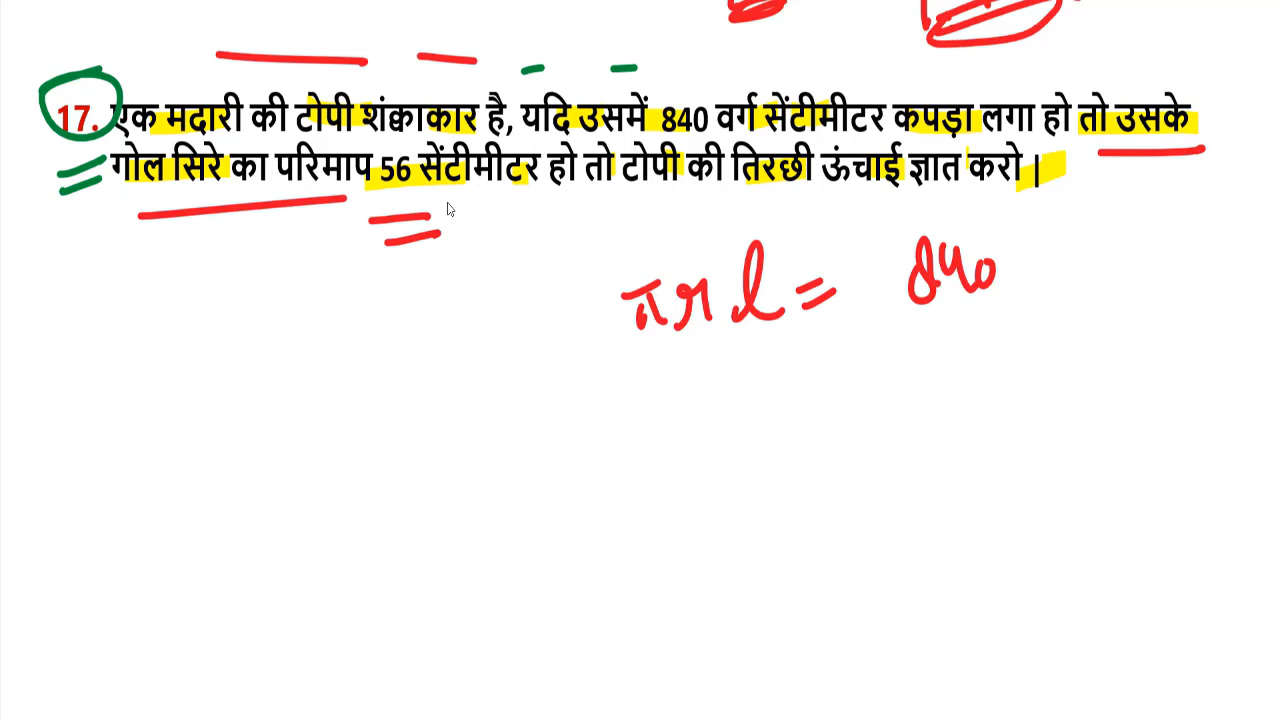 17. एक मदारी की टोपी शंक्वाकार है, यदि उसमें 840 वर्ग सेंटीमीटर कपड़ा लगा हो तो उसके
गोल सिरे का परिमाप 56 सेंटीमीटर हो तो टोपी की तिरछी ऊंचाई ज्ञात करो |
πrl = 840